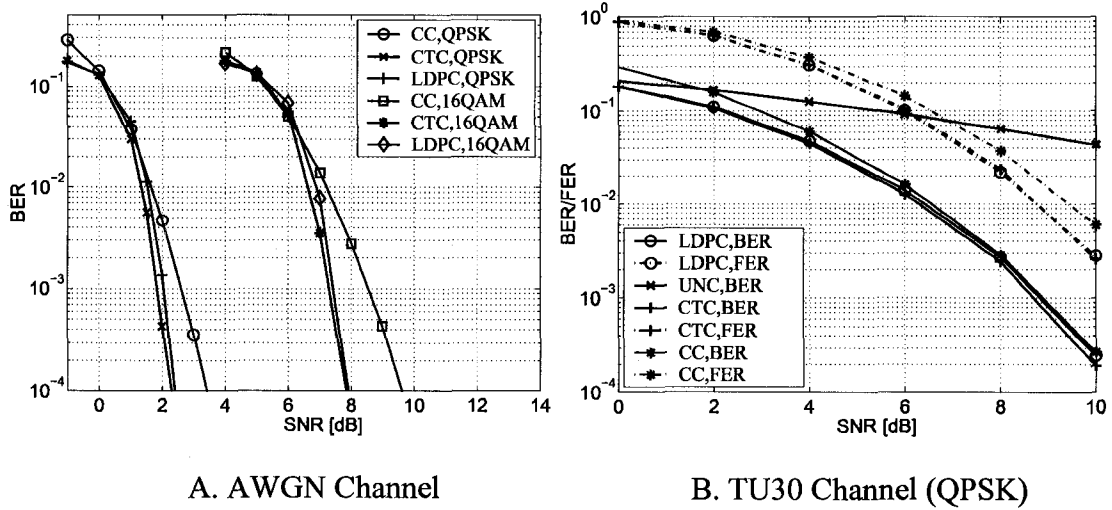 CC,QPSK
CTC,QPSK
LDPC,QPSK
CC,16QAM
CTC,16QAM
LDPC,16QAM
10⁻¹
10⁻²
10⁻³
10⁻⁴
BER
0 2 4 6 8 10 12 14
SNR [dB]
A. AWGN Channel
10⁰
10⁻¹
10⁻²
10⁻³
10⁻⁴
BER/FER
LDPC,BER
LDPC,FER
UNC,BER
CTC,BER
CTC,FER
CC,BER
CC,FER
0 2 4 6 8 10
SNR [dB]
B. TU30 Channel (QPSK)